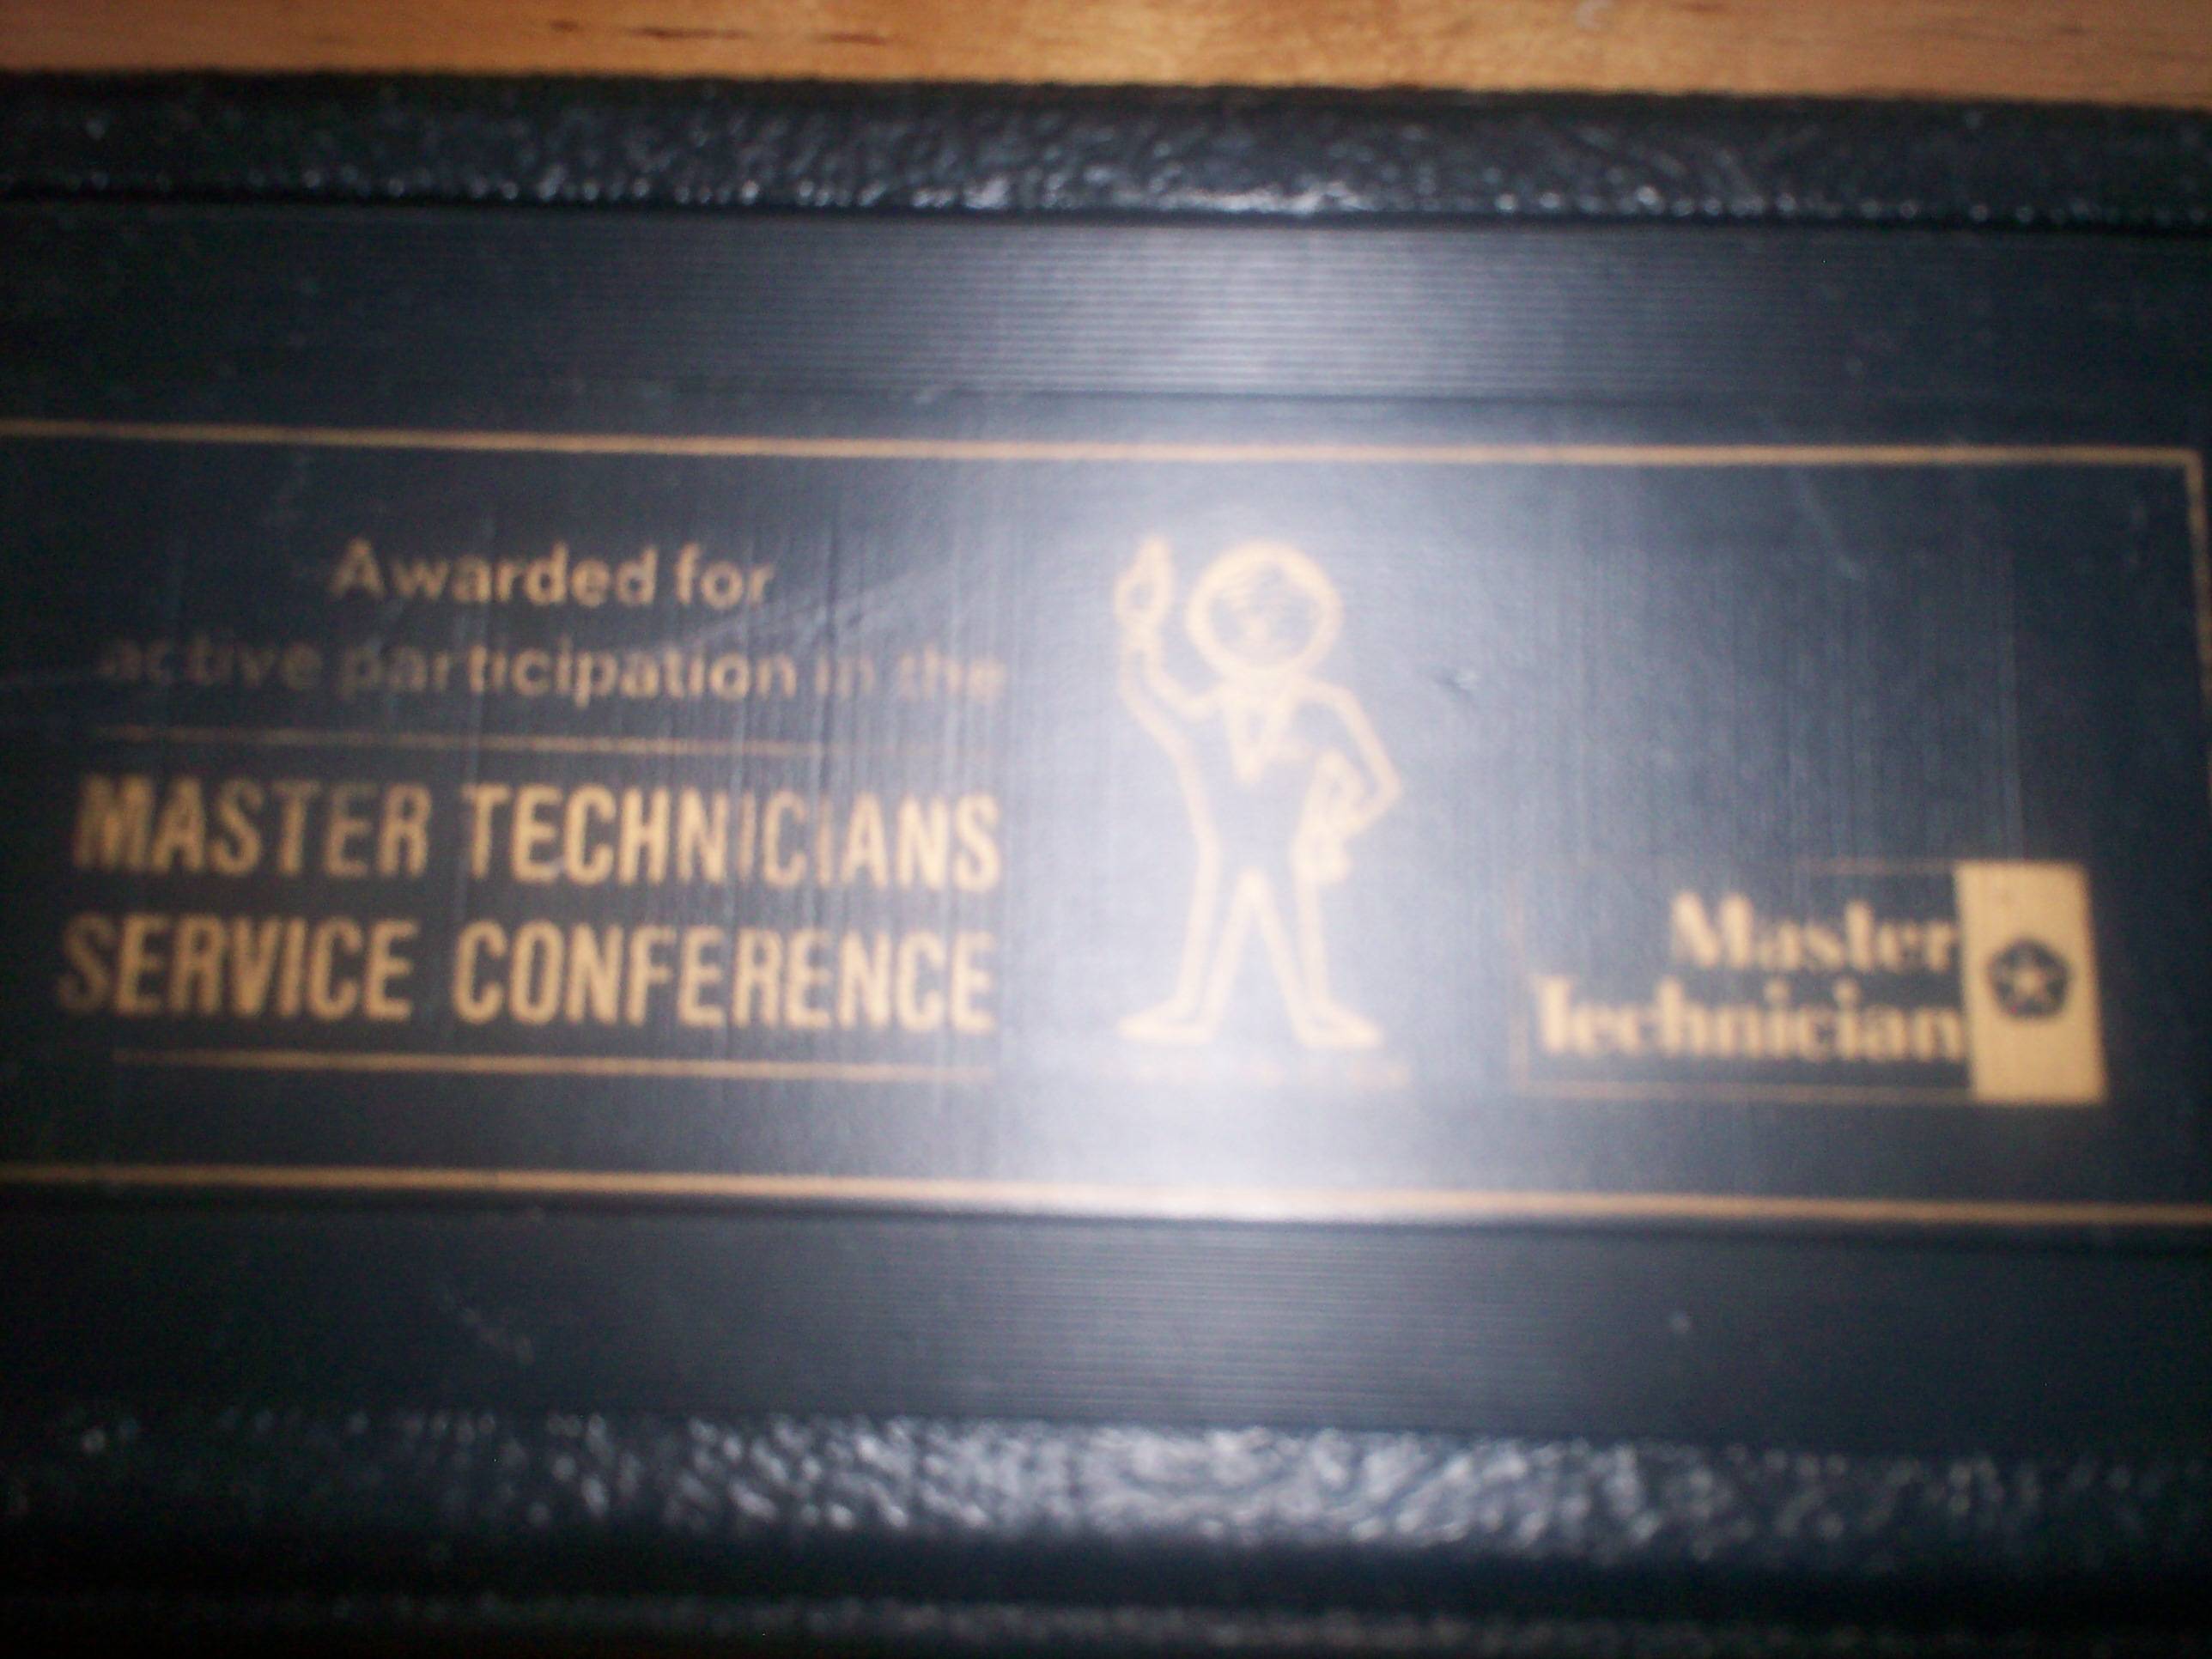 Awarded for
active participation in the
MASTER TECHNICIANS
SERVICE CONFERENCE
Master
Technician